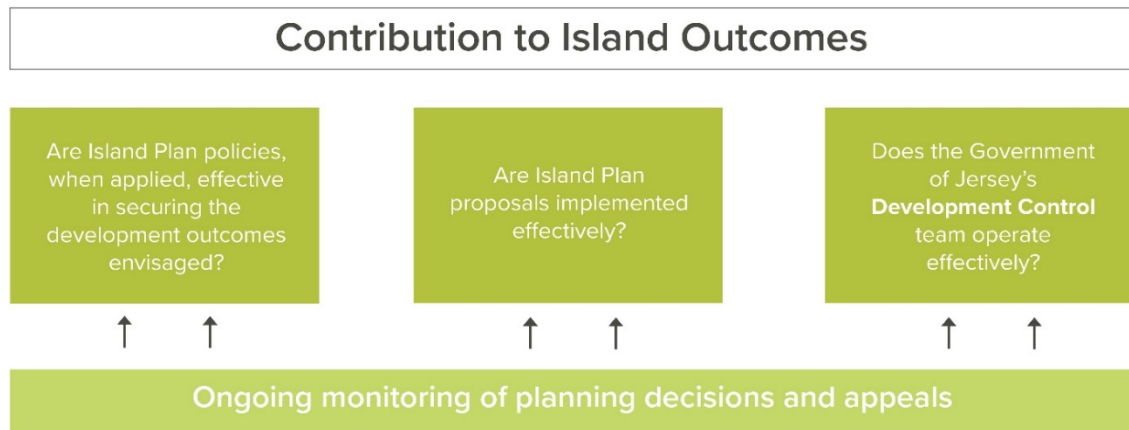 Contribution to Island Outcomes
Are Island Plan policies,
when applied, effective
in securing the
development outcomes
envisaged?
Are Island Plan
proposals implemented
effectively?
Does the Government
of Jersey’s
Development Control
team operate
effectively?
Ongoing monitoring of planning decisions and appeals